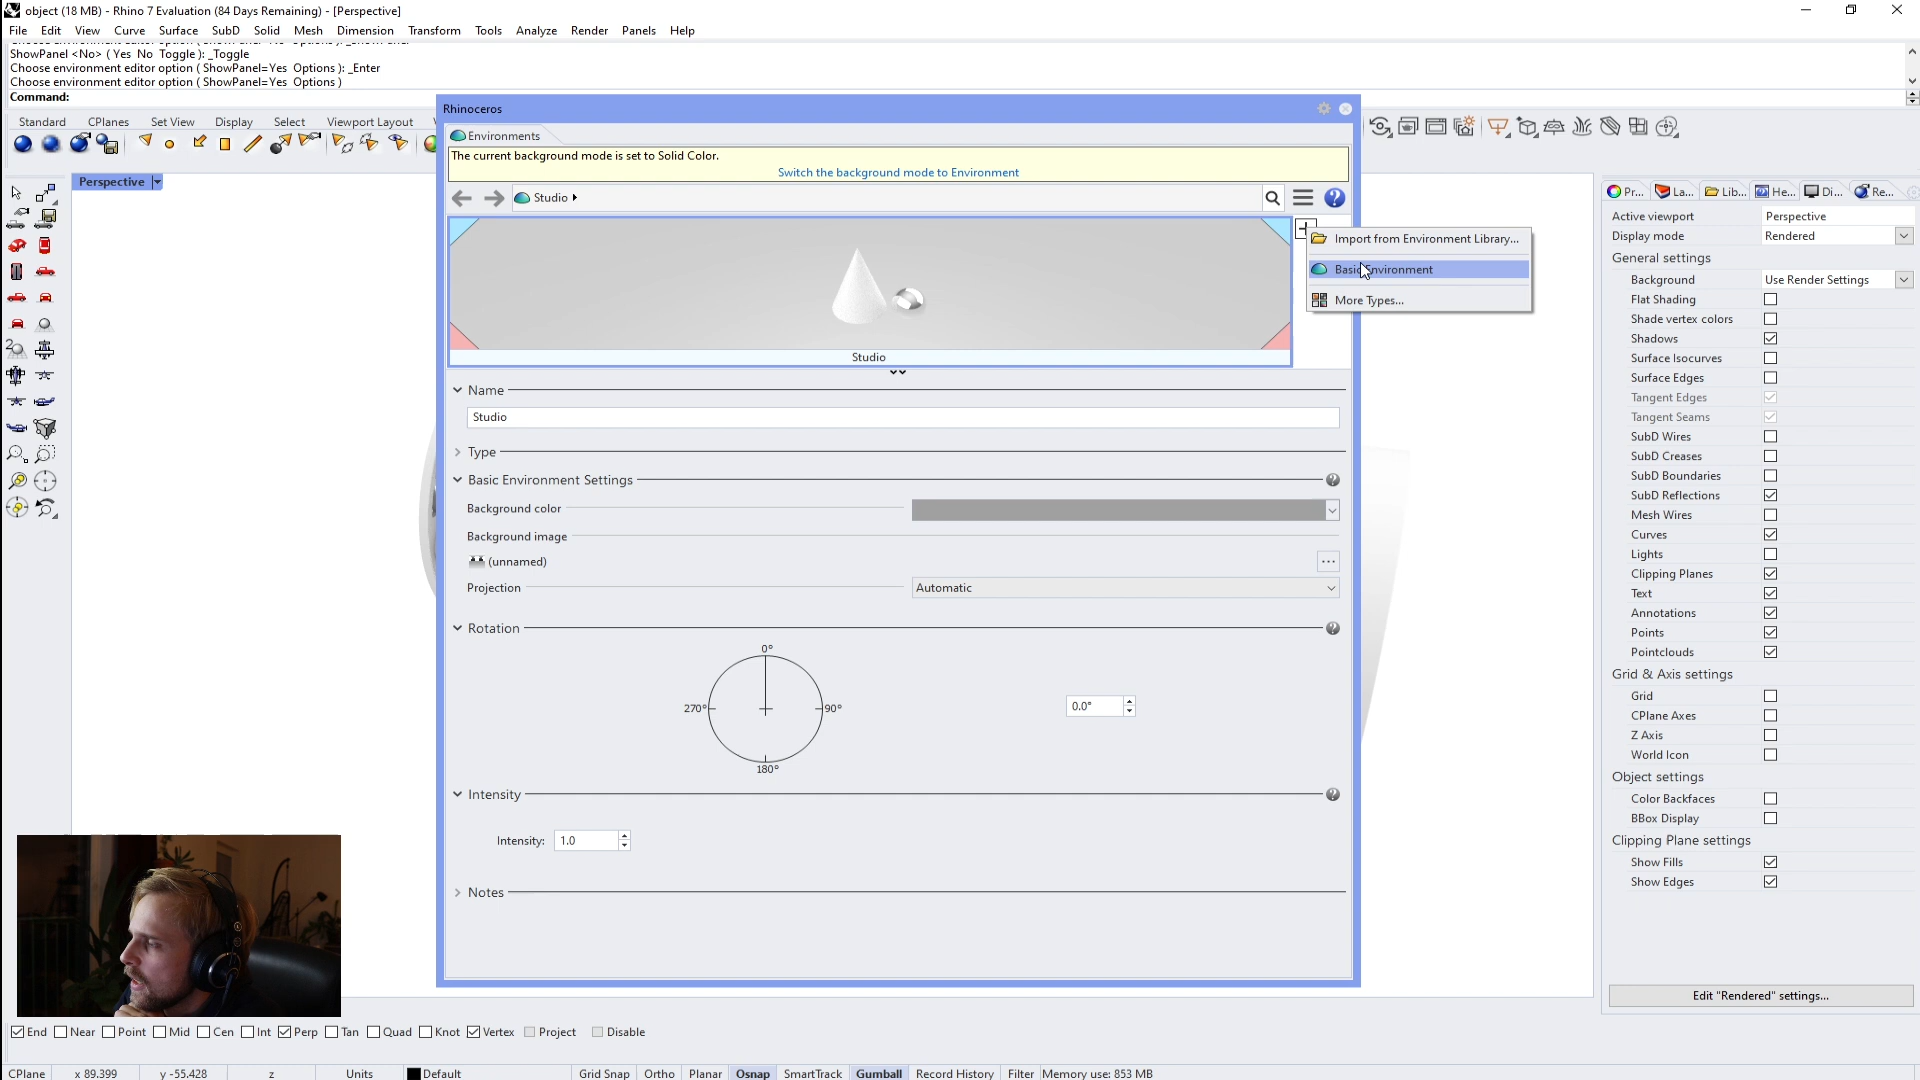 object (18 MB) - Rhino 7 Evaluation (84 Days Remaining) - [Perspective]
File Edit View Curve Surface SubD Solid Mesh Dimension Transform Tools Analyze Render Panels Help
ShowPanel <No> ( Yes No Toggle ): _Toggle
Choose environment editor option ( ShowPanel=Yes Options ): _Enter
Choose environment editor option ( ShowPanel=Yes Options )
Command:
Standard CPlanes Set View Display Select Viewport Layout
Perspective
Rhinoceros
Environments
The current background mode is set to Solid Color.
Switch the background mode to Environment
Studio
Import from Environment Library...
Basic Environment
More Types...
Studio
Name
Studio
Type
Basic Environment Settings
Background color
Background image
(unnamed)
...
Projection Automatic
Rotation
0°
270° 90°
180°
0.0°
Intensity
Intensity: 1.0
Notes
Pr... La... Lib... He... Di... Re...
Active viewport Perspective
Display mode Rendered
General settings
Background Use Render Settings
Flat Shading
Shade vertex colors
Shadows
Surface Isocurves
Surface Edges
Tangent Edges
Tangent Seams
SubD Wires
SubD Creases
SubD Boundaries
SubD Reflections
Mesh Wires
Curves
Lights
Clipping Planes
Text
Annotations
Points
Pointclouds
Grid & Axis settings
Grid
CPlane Axes
Z Axis
World Icon
Object settings
Color Backfaces
BBox Display
Clipping Plane settings
Show Fills
Show Edges
Edit "Rendered" settings...
End Near Point Mid Cen Int Perp Tan Quad Knot Vertex Project Disable
CPlane x 89.399 y -55.428 z Units Default Grid Snap Ortho Planar Osnap SmartTrack Gumball Record History Filter Memory use: 853 MB